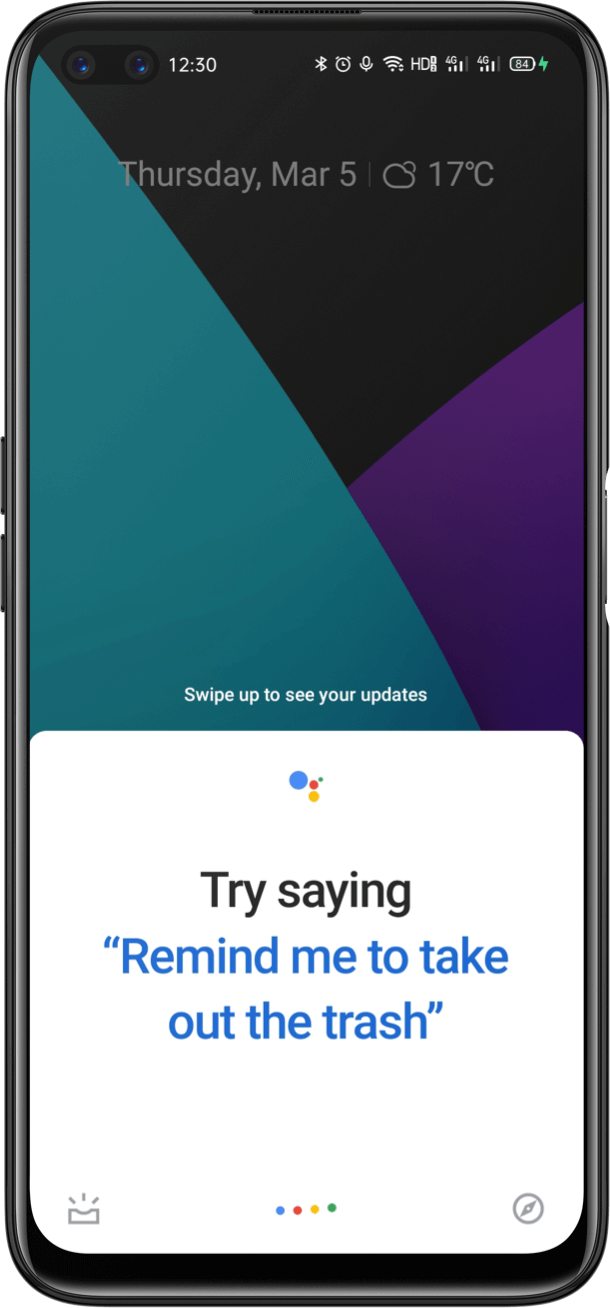 12:30 HD 4G 4G 84
Thursday, Mar 5 | 17°C
Swipe up to see your updates
Try saying
“Remind me to take
out the trash”